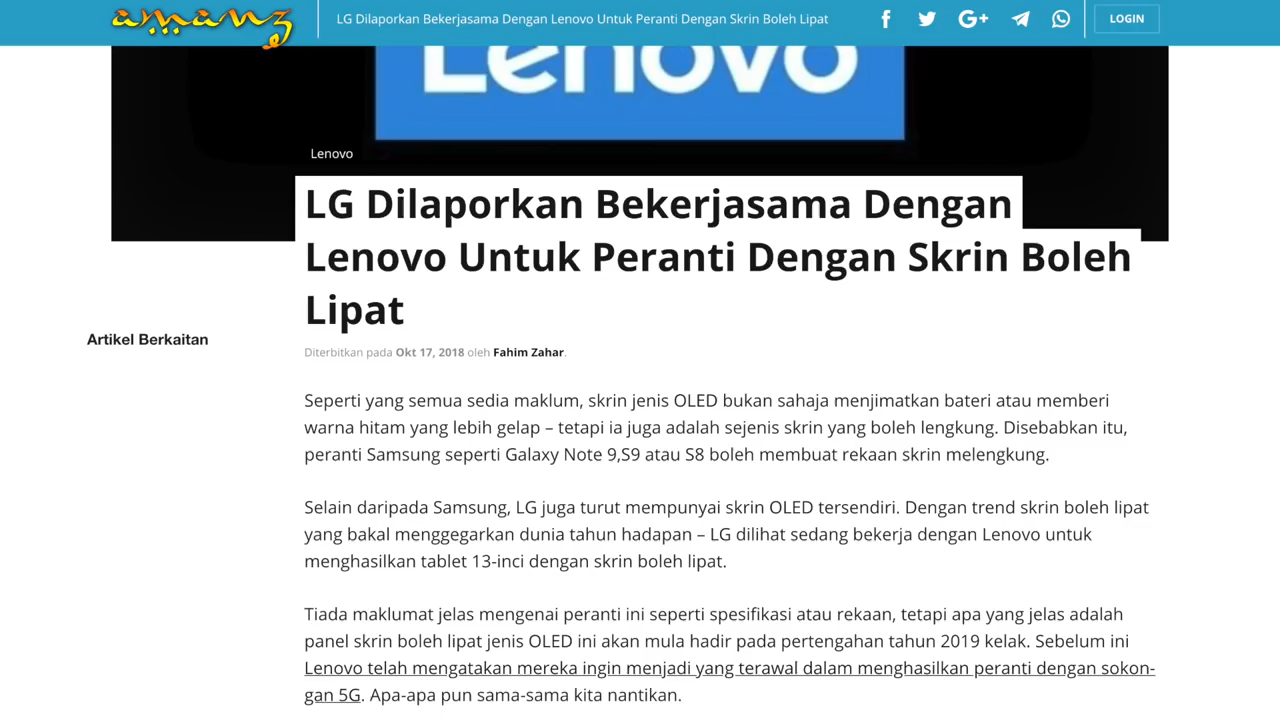 amanz
LG Dilaporkan Bekerjasama Dengan Lenovo Untuk Peranti Dengan Skrin Boleh Lipat
LOGIN
Lenovo
Lenovo
LG Dilaporkan Bekerjasama Dengan
Lenovo Untuk Peranti Dengan Skrin Boleh
Lipat
Artikel Berkaitan
Diterbitkan pada Okt 17, 2018 oleh Fahim Zahar.
Seperti yang semua sedia maklum, skrin jenis OLED bukan sahaja menjimatkan bateri atau memberi
warna hitam yang lebih gelap – tetapi ia juga adalah sejenis skrin yang boleh lengkung. Disebabkan itu,
peranti Samsung seperti Galaxy Note 9,S9 atau S8 boleh membuat rekaan skrin melengkung.
Selain daripada Samsung, LG juga turut mempunyai skrin OLED tersendiri. Dengan trend skrin boleh lipat
yang bakal menggegarkan dunia tahun hadapan – LG dilihat sedang bekerja dengan Lenovo untuk
menghasilkan tablet 13-inci dengan skrin boleh lipat.
Tiada maklumat jelas mengenai peranti ini seperti spesifikasi atau rekaan, tetapi apa yang jelas adalah
panel skrin boleh lipat jenis OLED ini akan mula hadir pada pertengahan tahun 2019 kelak. Sebelum ini
Lenovo telah mengatakan mereka ingin menjadi yang terawal dalam menghasilkan peranti dengan sokon-
gan 5G. Apa-apa pun sama-sama kita nantikan.